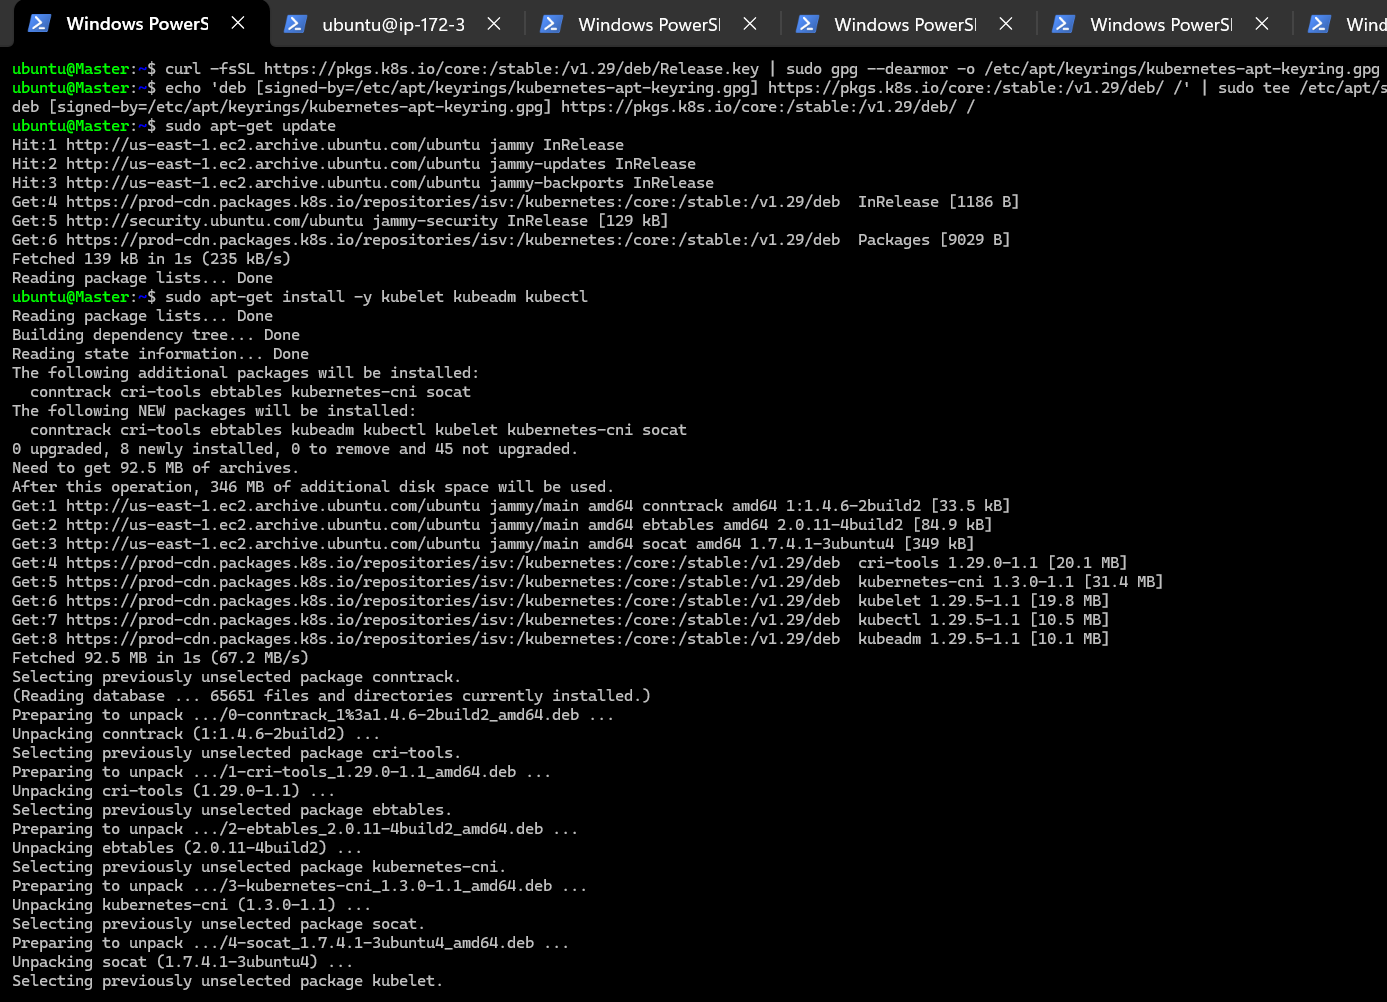 Windows PowerS
ubuntu@ip-172-3
Windows PowerS
Windows PowerS
Windows PowerS
Wind
ubuntu@Master:~$ curl -fsSL https://pkgs.k8s.io/core:/stable:/v1.29/deb/Release.key | sudo gpg --dearmor -o /etc/apt/keyrings/kubernetes-apt-keyring.gpg
ubuntu@Master:~$ echo 'deb [signed-by=/etc/apt/keyrings/kubernetes-apt-keyring.gpg] https://pkgs.k8s.io/core:/stable:/v1.29/deb/ /' | sudo tee /etc/apt/s
deb [signed-by=/etc/apt/keyrings/kubernetes-apt-keyring.gpg] https://pkgs.k8s.io/core:/stable:/v1.29/deb/ /
ubuntu@Master:~$ sudo apt-get update
Hit:1 http://us-east-1.ec2.archive.ubuntu.com/ubuntu jammy InRelease
Hit:2 http://us-east-1.ec2.archive.ubuntu.com/ubuntu jammy-updates InRelease
Hit:3 http://us-east-1.ec2.archive.ubuntu.com/ubuntu jammy-backports InRelease
Get:4 https://prod-cdn.packages.k8s.io/repositories/isv:/kubernetes:/core:/stable:/v1.29/deb  InRelease [1186 B]
Get:5 http://security.ubuntu.com/ubuntu jammy-security InRelease [129 kB]
Get:6 https://prod-cdn.packages.k8s.io/repositories/isv:/kubernetes:/core:/stable:/v1.29/deb  Packages [9029 B]
Fetched 139 kB in 1s (235 kB/s)
Reading package lists... Done
ubuntu@Master:~$ sudo apt-get install -y kubelet kubeadm kubectl
Reading package lists... Done
Building dependency tree... Done
Reading state information... Done
The following additional packages will be installed:
  conntrack cri-tools ebtables kubernetes-cni socat
The following NEW packages will be installed:
  conntrack cri-tools ebtables kubeadm kubectl kubelet kubernetes-cni socat
0 upgraded, 8 newly installed, 0 to remove and 45 not upgraded.
Need to get 92.5 MB of archives.
After this operation, 346 MB of additional disk space will be used.
Get:1 http://us-east-1.ec2.archive.ubuntu.com/ubuntu jammy/main amd64 conntrack amd64 1:1.4.6-2build2 [33.5 kB]
Get:2 http://us-east-1.ec2.archive.ubuntu.com/ubuntu jammy/main amd64 ebtables amd64 2.0.11-4build2 [84.9 kB]
Get:3 http://us-east-1.ec2.archive.ubuntu.com/ubuntu jammy/main amd64 socat amd64 1.7.4.1-3ubuntu4 [349 kB]
Get:4 https://prod-cdn.packages.k8s.io/repositories/isv:/kubernetes:/core:/stable:/v1.29/deb  cri-tools 1.29.0-1.1 [20.1 MB]
Get:5 https://prod-cdn.packages.k8s.io/repositories/isv:/kubernetes:/core:/stable:/v1.29/deb  kubernetes-cni 1.3.0-1.1 [31.4 MB]
Get:6 https://prod-cdn.packages.k8s.io/repositories/isv:/kubernetes:/core:/stable:/v1.29/deb  kubelet 1.29.5-1.1 [19.8 MB]
Get:7 https://prod-cdn.packages.k8s.io/repositories/isv:/kubernetes:/core:/stable:/v1.29/deb  kubectl 1.29.5-1.1 [10.5 MB]
Get:8 https://prod-cdn.packages.k8s.io/repositories/isv:/kubernetes:/core:/stable:/v1.29/deb  kubeadm 1.29.5-1.1 [10.1 MB]
Fetched 92.5 MB in 1s (67.2 MB/s)
Selecting previously unselected package conntrack.
(Reading database ... 65651 files and directories currently installed.)
Preparing to unpack .../0-conntrack_1%3a1.4.6-2build2_amd64.deb ...
Unpacking conntrack (1:1.4.6-2build2) ...
Selecting previously unselected package cri-tools.
Preparing to unpack .../1-cri-tools_1.29.0-1.1_amd64.deb ...
Unpacking cri-tools (1.29.0-1.1) ...
Selecting previously unselected package ebtables.
Preparing to unpack .../2-ebtables_2.0.11-4build2_amd64.deb ...
Unpacking ebtables (2.0.11-4build2) ...
Selecting previously unselected package kubernetes-cni.
Preparing to unpack .../3-kubernetes-cni_1.3.0-1.1_amd64.deb ...
Unpacking kubernetes-cni (1.3.0-1.1) ...
Selecting previously unselected package socat.
Preparing to unpack .../4-socat_1.7.4.1-3ubuntu4_amd64.deb ...
Unpacking socat (1.7.4.1-3ubuntu4) ...
Selecting previously unselected package kubelet.